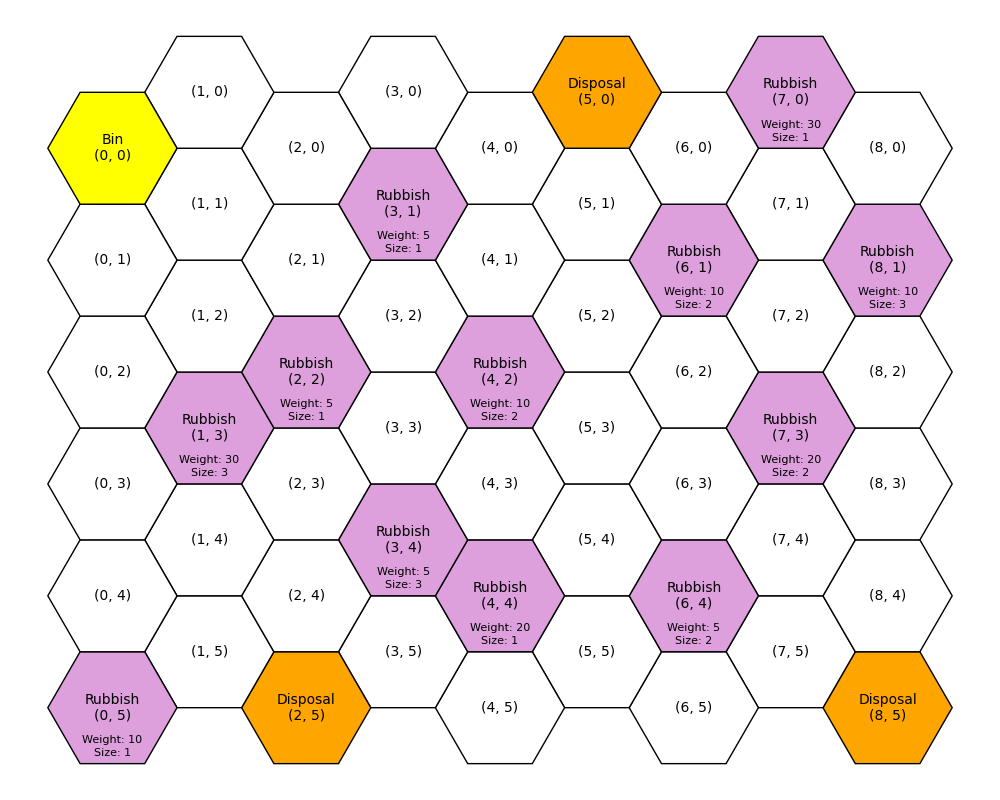 (1, 0)
(3, 0)
Disposal
(5, 0)
Rubbish
(7, 0)
Weight: 30
Size: 1
Bin
(0, 0)
(2, 0)
(4, 0)
(6, 0)
(8, 0)
(1, 1)
Rubbish
(3, 1)
Weight: 5
Size: 1
(5, 1)
(7, 1)
(0, 1)
(2, 1)
(4, 1)
Rubbish
(6, 1)
Weight: 10
Size: 2
Rubbish
(8, 1)
Weight: 10
Size: 3
(1, 2)
(3, 2)
(5, 2)
(7, 2)
(0, 2)
Rubbish
(2, 2)
Weight: 5
Size: 1
Rubbish
(4, 2)
Weight: 10
Size: 2
(6, 2)
(8, 2)
Rubbish
(1, 3)
Weight: 30
Size: 3
(3, 3)
(5, 3)
Rubbish
(7, 3)
Weight: 20
Size: 2
(0, 3)
(2, 3)
(4, 3)
(6, 3)
(8, 3)
(1, 4)
Rubbish
(3, 4)
Weight: 5
Size: 3
(5, 4)
(7, 4)
(0, 4)
(2, 4)
Rubbish
(4, 4)
Weight: 20
Size: 1
Rubbish
(6, 4)
Weight: 5
Size: 2
(8, 4)
(1, 5)
(3, 5)
(5, 5)
(7, 5)
Rubbish
(0, 5)
Weight: 10
Size: 1
Disposal
(2, 5)
(4, 5)
(6, 5)
Disposal
(8, 5)